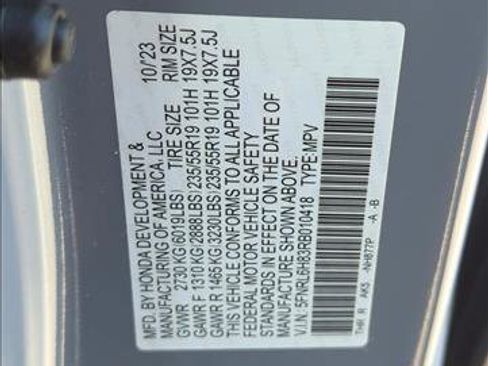 MFD. BY HONDA DEVELOPMENT & 10/23
MANUFACTURING OF AMERICA, LLC
GVWR 2730 KG(6019LBS) TIRE SIZE RIM SIZE
GAWR F 1310 KG(2888LBS) 235/55R19 101H 19X7.5J
GAWR R 1465 KG(3230LBS) 235/55R19 101H 19X7.5J
THIS VEHICLE CONFORMS TO ALL APPLICABLE
FEDERAL MOTOR VEHICLE SAFETY
STANDARDS IN EFFECT ON THE DATE OF
MANUFACTURE SHOWN ABOVE.
V.I.N. 5FNRL6H83RB010418 TYPE:MPV
THR .R AK5 -NH877P -A -B